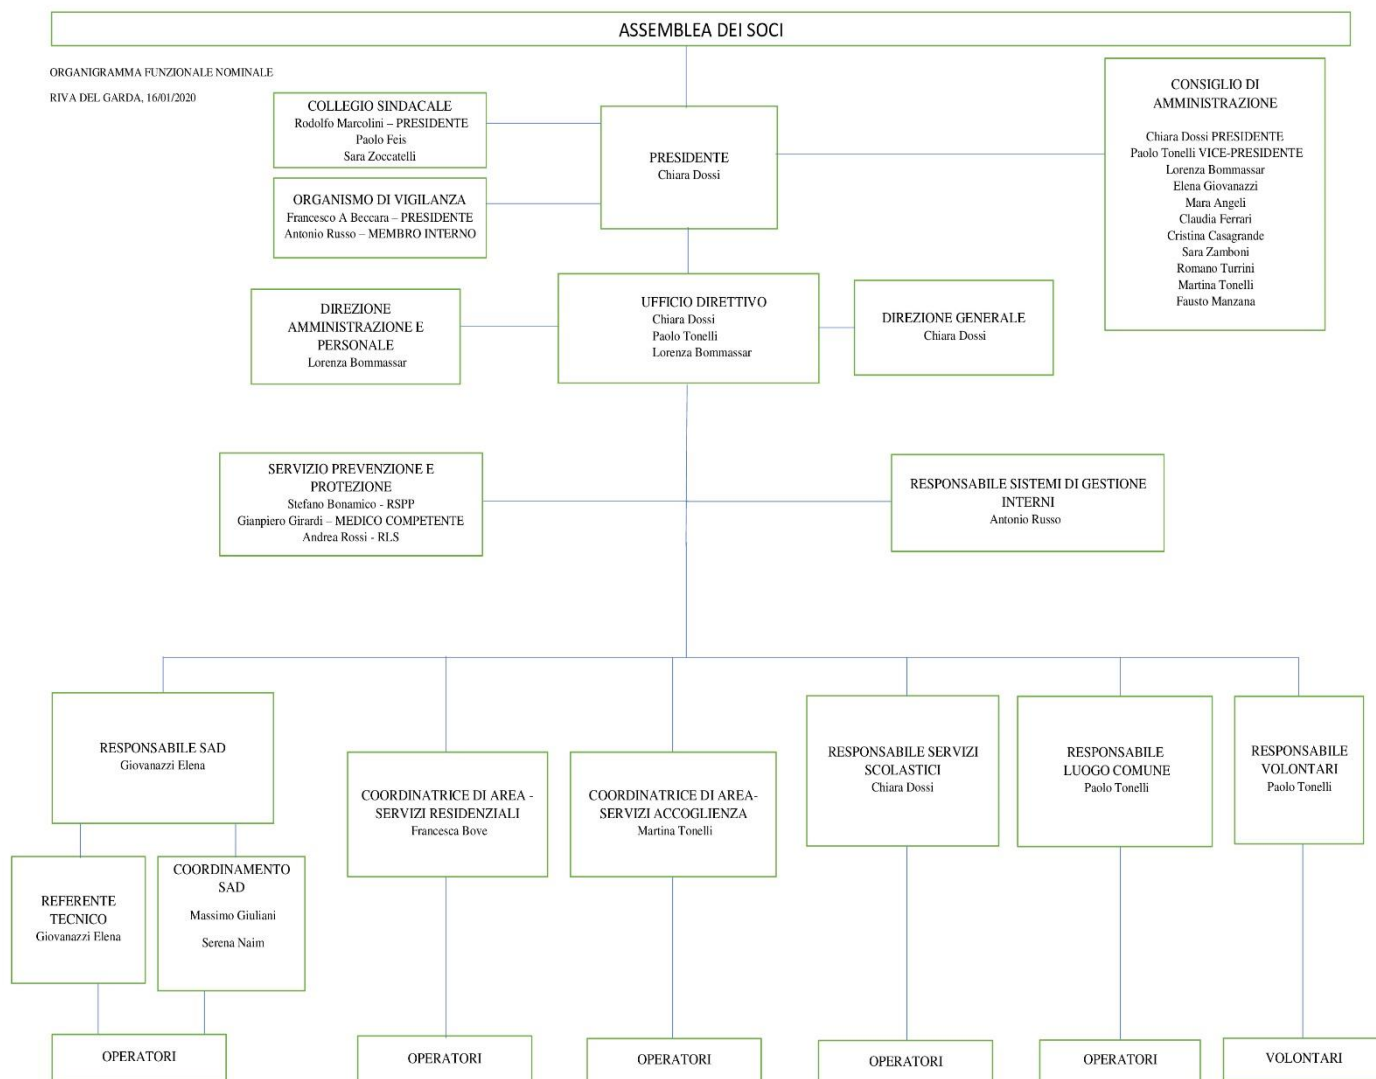 ASSEMBLEA DEI SOCI
ORGANIGRAMMA FUNZIONALE NOMINALE
RIVA DEL GARDA, 16/01/2020
COLLEGIO SINDACALE
Rodolfo Marcolini – PRESIDENTE
Paolo Feis
Sara Zoccatelli
ORGANISMO DI VIGILANZA
Francesco A Beccara – PRESIDENTE
Antonio Russo – MEMBRO INTERNO
PRESIDENTE
Chiara Dossi
CONSIGLIO DI
AMMINISTRAZIONE
Chiara Dossi PRESIDENTE
Paolo Tonelli VICE-PRESIDENTE
Lorenza Bommassar
Elena Giovanazzi
Mara Angeli
Claudia Ferrari
Cristina Casagrande
Sara Zamboni
Romano Turrini
Martina Tonelli
Fausto Manzana
DIREZIONE
AMMINISTRAZIONE E
PERSONALE
Lorenza Bommassar
UFFICIO DIRETTIVO
Chiara Dossi
Paolo Tonelli
Lorenza Bommassar
DIREZIONE GENERALE
Chiara Dossi
SERVIZIO PREVENZIONE E
PROTEZIONE
Stefano Bonamico - RSPP
Gianpiero Girardi – MEDICO COMPETENTE
Andrea Rossi - RLS
RESPONSABILE SISTEMI DI GESTIONE
INTERNI
Antonio Russo
RESPONSABILE SAD
Giovanazzi Elena
COORDINATRICE DI AREA -
SERVIZI RESIDENZIALI
Francesca Bove
COORDINATRICE DI AREA-
SERVIZI ACCOGLIENZA
Martina Tonelli
RESPONSABILE SERVIZI
SCOLASTICI
Chiara Dossi
RESPONSABILE
LUOGO COMUNE
Paolo Tonelli
RESPONSABILE
VOLONTARI
Paolo Tonelli
REFERENTE
TECNICO
Giovanazzi Elena
COORDINAMENTO
SAD
Massimo Giuliani
Serena Naim
OPERATORI
OPERATORI
OPERATORI
OPERATORI
OPERATORI
VOLONTARI